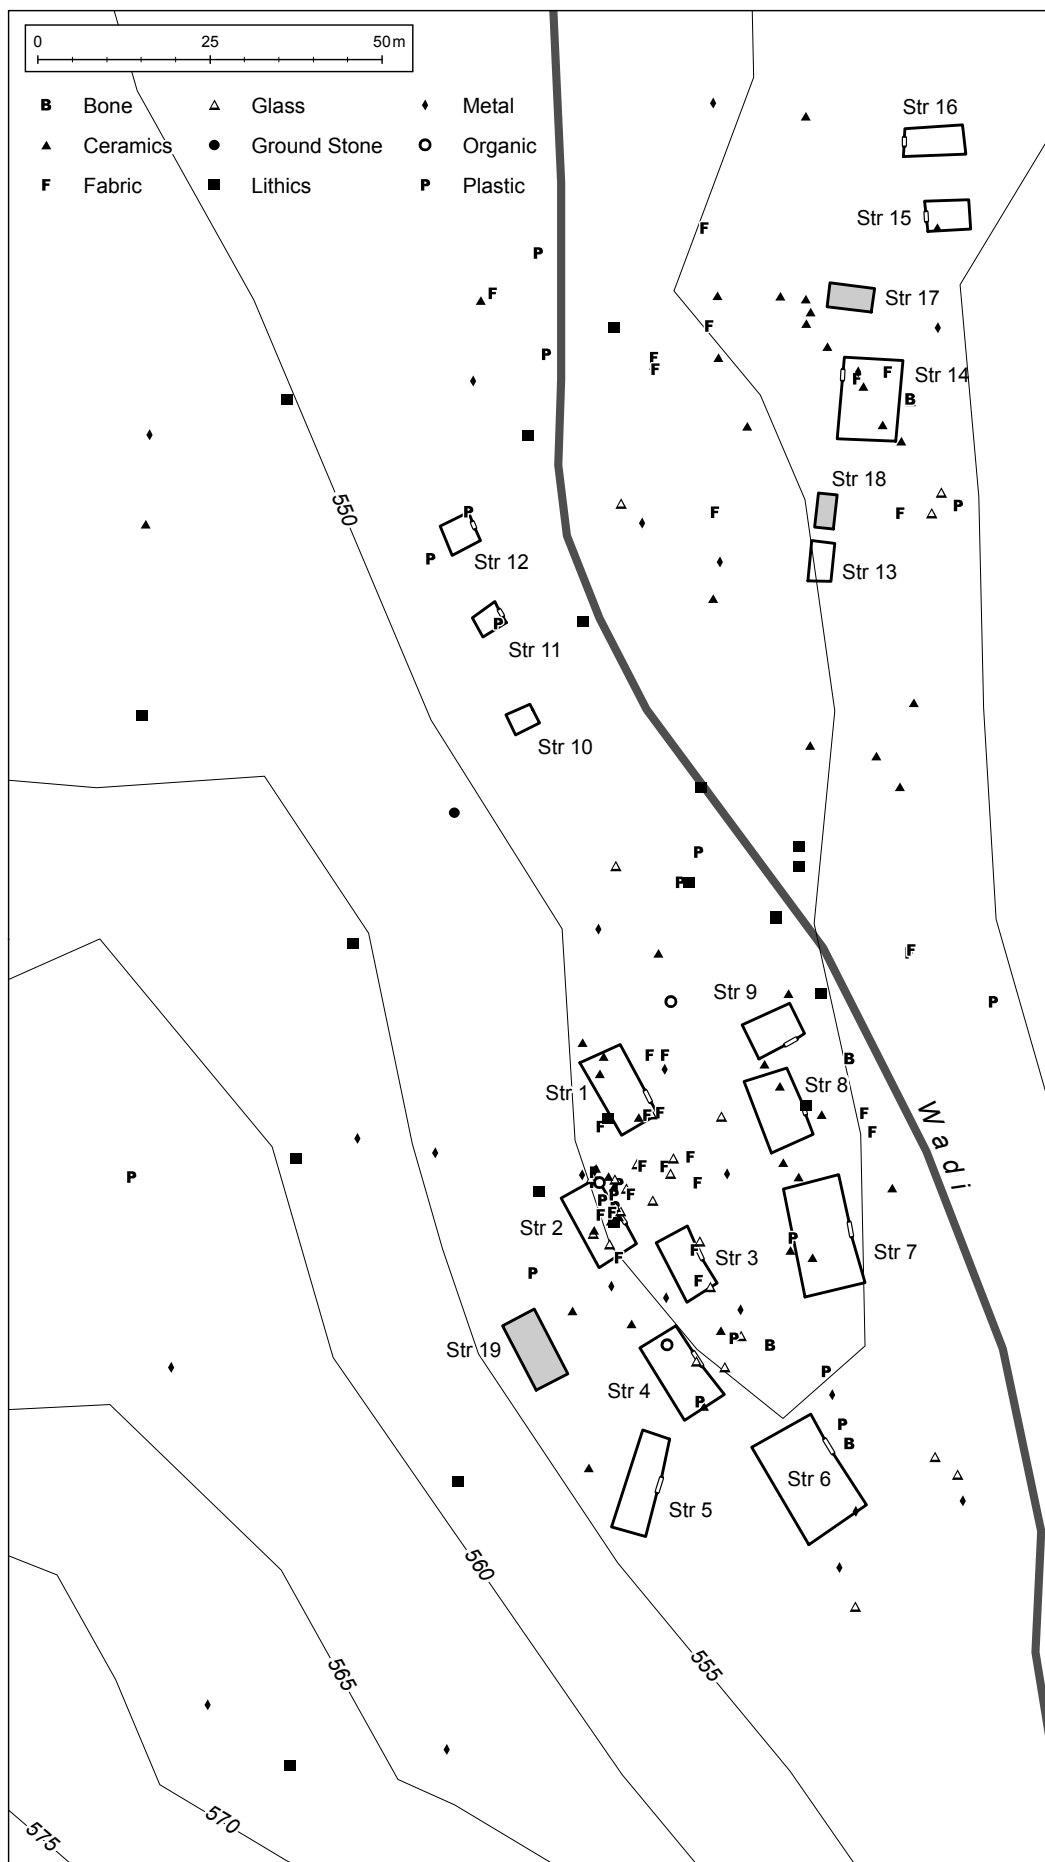 0 25 50 m
B Bone Glass Metal
Ceramics Ground Stone Organic
F Fabric Lithics P Plastic
Str 16
F
Str 15
P
F
Str 17
F
P
F
F
F F
Str 14
B
550
Str 18
P
F
F
P
Str 12
P
Str 13
P
Str 11
Str 10
P
P
F
Str 9
P
F F
B
Str 1
Str 8
F F
F
F
F
P
F F F
F
F
P
P
P
F
F F
Str 2
P
F
Str 3
F
F
Str 7
P
Str 19
P
B
Str 4
P
P
P
B
Str 6
Str 5
Wadi
560
565
555
570
575